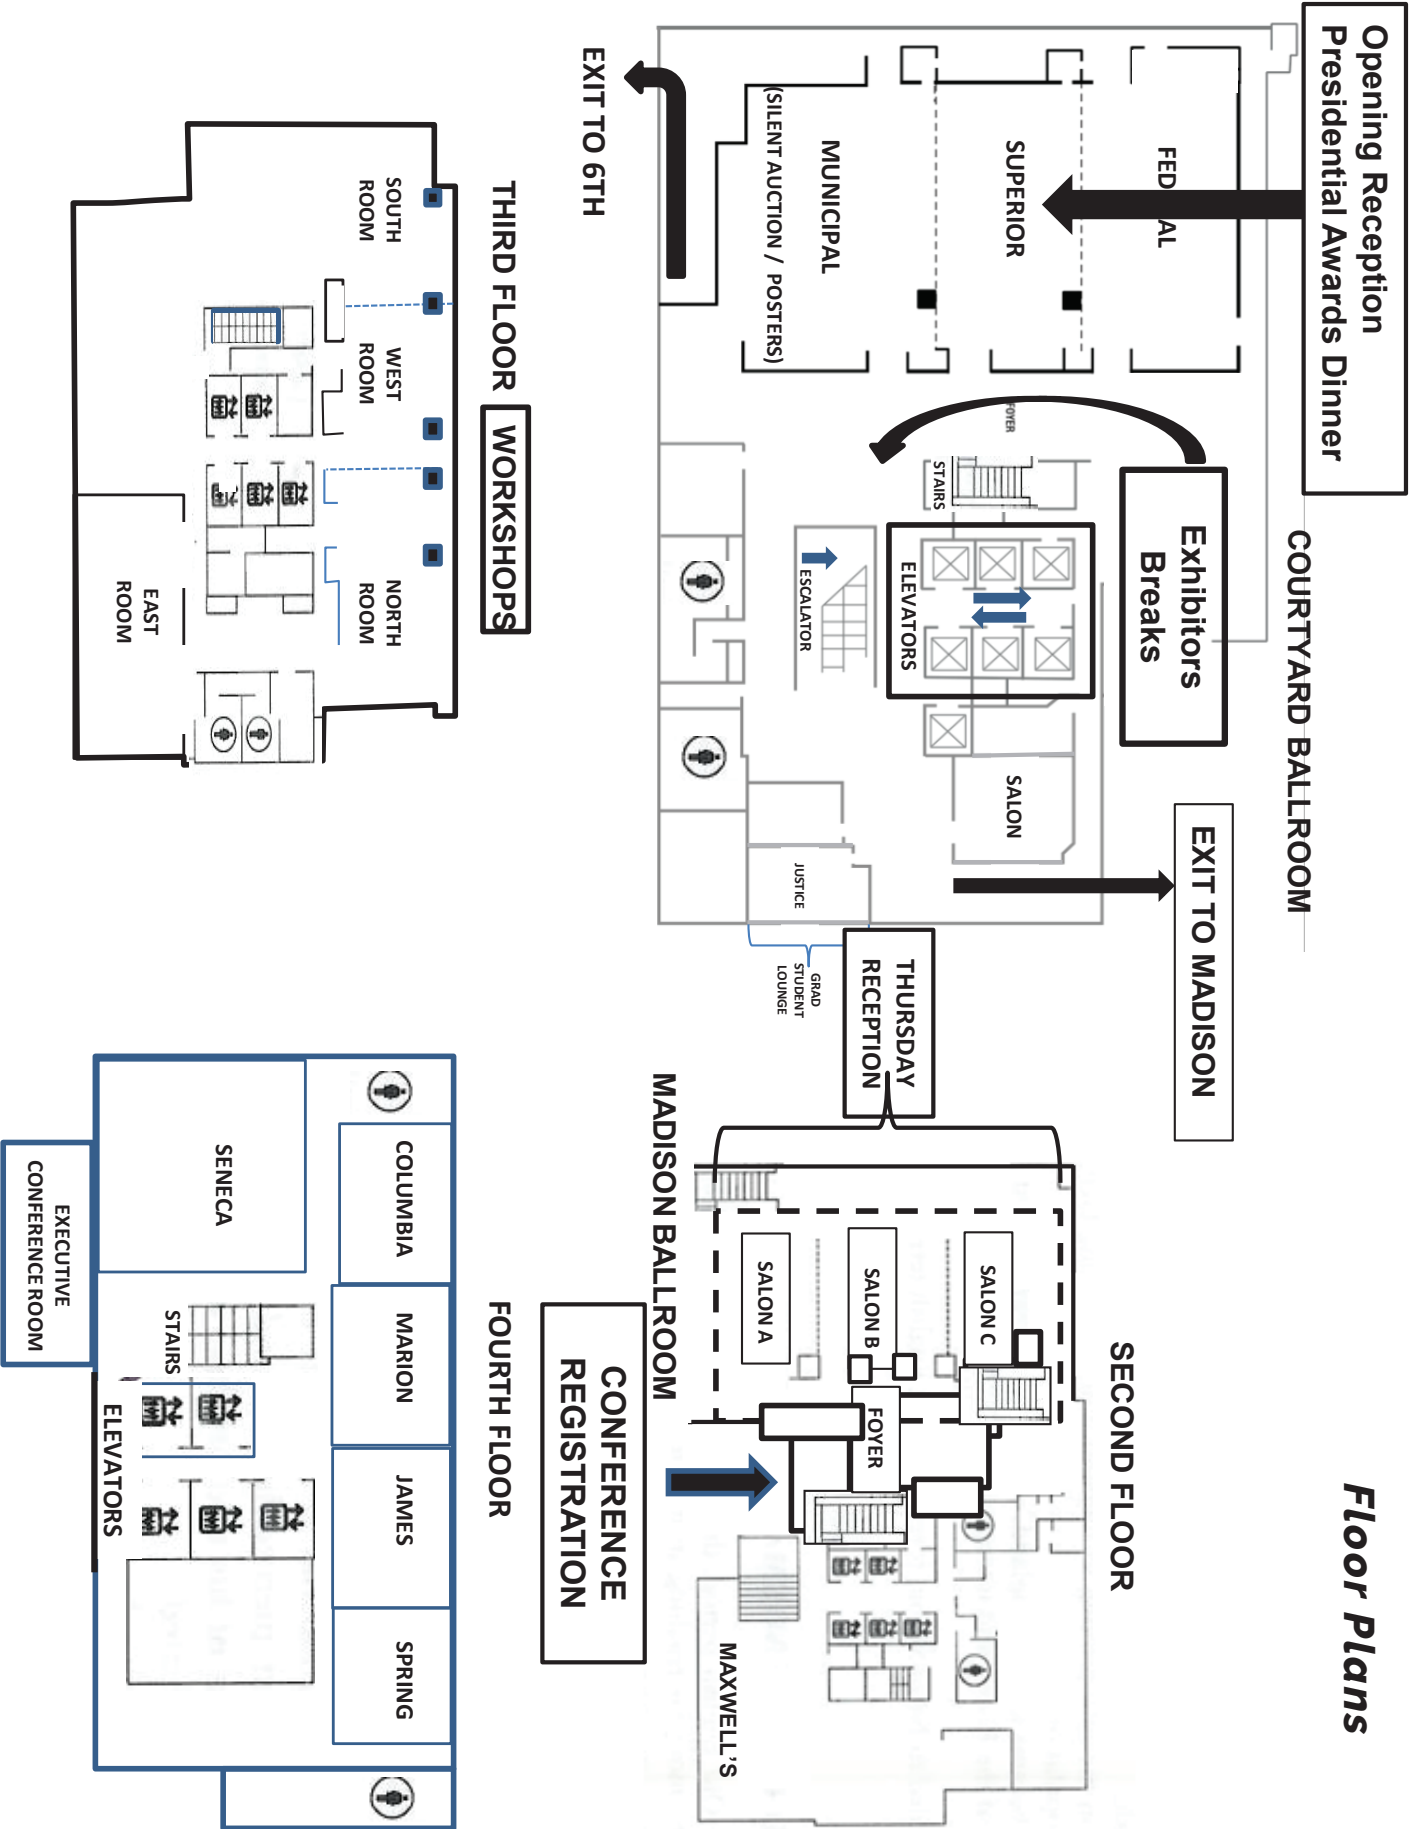 Floor Plans
COURTYARD BALLROOM
Opening Reception
Presidential Awards Dinner
FED
AL
SUPERIOR
MUNICIPAL
(SILENT AUCTION / POSTERS)
EXIT TO 6TH
FOYER
Exhibitors
Breaks
STAIRS
ELEVATORS
ESCALATOR
SALON
JUSTICE
GRAD
STUDENT
LOUNGE
EXIT TO MADISON
SECOND FLOOR
THURSDAY
RECEPTION
SALON C
SALON B
SALON A
FOYER
MAXWELL'S
MADISON BALLROOM
CONFERENCE
REGISTRATION
THIRD FLOOR
WORKSHOPS
SOUTH
ROOM
WEST
ROOM
NORTH
ROOM
EAST
ROOM
FOURTH FLOOR
COLUMBIA
MARION
JAMES
SPRING
SENECA
STAIRS
ELEVATORS
EXECUTIVE
CONFERENCE ROOM